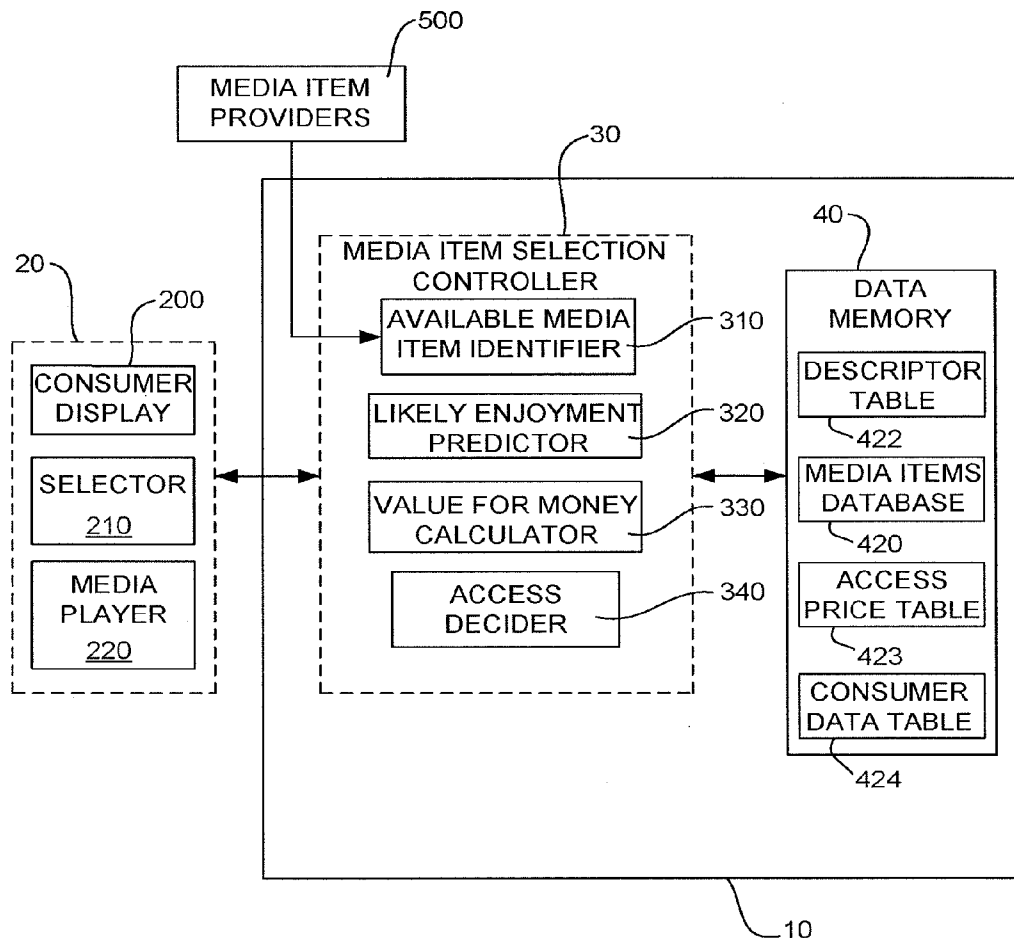 500
MEDIA ITEM
PROVIDERS
30
40
MEDIA ITEM SELECTION
CONTROLLER
20
200
DATA
MEMORY
AVAILABLE MEDIA
ITEM IDENTIFIER
310
CONSUMER
DISPLAY
DESCRIPTOR
TABLE
422
LIKELY ENJOYMENT
PREDICTOR
320
SELECTOR
210
MEDIA ITEMS
DATABASE
420
VALUE FOR MONEY
CALCULATOR
330
MEDIA
PLAYER
220
ACCESS
DECIDER
340
ACCESS
PRICE TABLE
423
CONSUMER
DATA TABLE
424
10